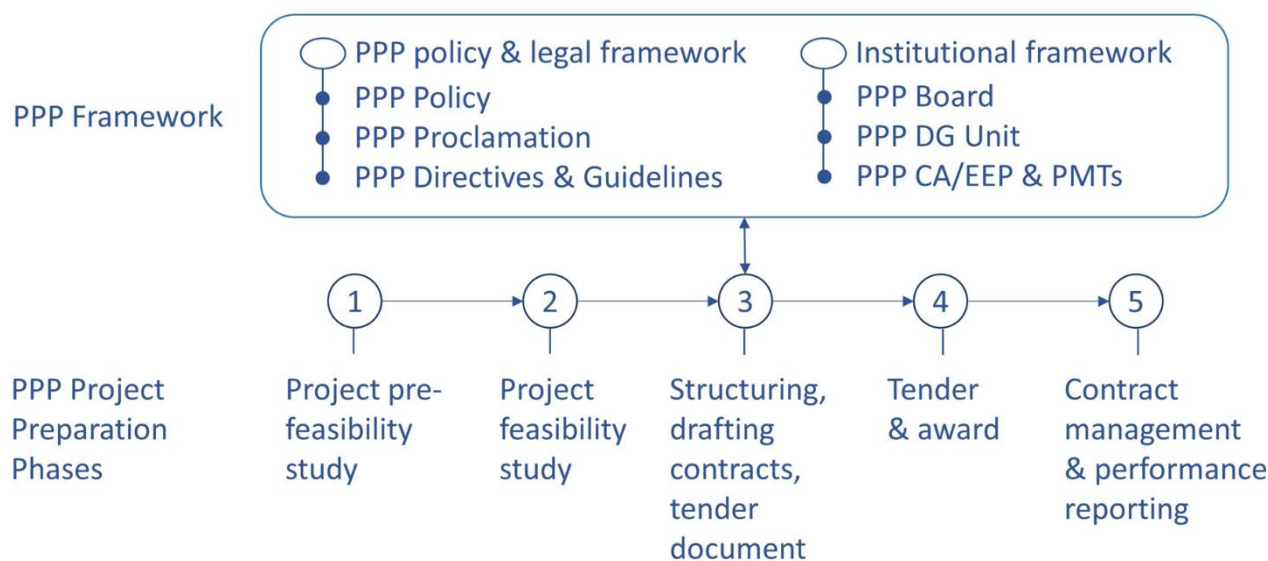 PPP Framework
PPP policy & legal framework
PPP Policy
PPP Proclamation
PPP Directives & Guidelines
Institutional framework
PPP Board
PPP DG Unit
PPP CA/EEP & PMTs
1
2
3
4
5
PPP Project
Preparation
Phases
Project pre-
feasibility
study
Project
feasibility
study
Structuring,
drafting
contracts,
tender
document
Tender
& award
Contract
management
& performance
reporting